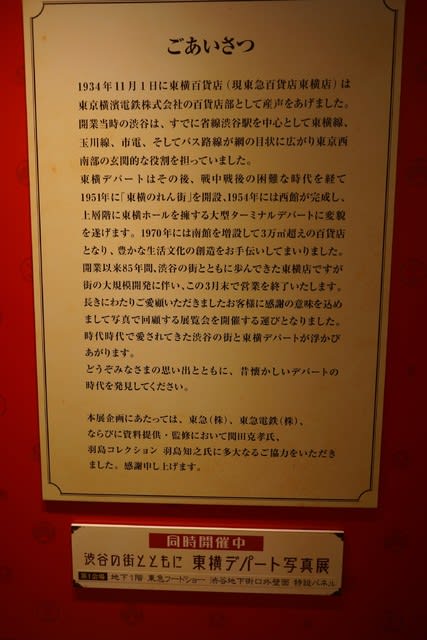 ごあいさつ
1934年11月1日に東横百貨店（現東急百貨店東横店）は
東京横濱電鉄株式会社の百貨店部として産声をあげました。
開業当時の渋谷は、すでに省線渋谷駅を中心として東横線、
玉川線、市電、そしてバス路線が網の目状に広がり東京西
南部の玄関的な役割を担っていました。
東横デパートはその後、戦中戦後の困難な時代を経て
1951年に「東横のれん街」を開設、1954年には西館が完成し、
上層階に東横ホールを擁する大型ターミナルデパートに変貌
を遂げます。1970年には南館を増設して3万㎡超えの百貨店
となり、豊かな生活文化の創造をお手伝いしてまいりました。
開業以来85年間、渋谷の街とともに歩んできた東横店ですが
街の大規模開発に伴い、この3月末で営業を終了いたします。
長きにわたりご愛顧いただきましたお客様に感謝の意味を込め
まして写真で回顧する展覧会を開催する運びとなりました。
時代時代で愛されてきた渋谷の街と東横デパートが浮かび
あがります。
どうぞみなさまの思い出とともに、昔懐かしいデパートの
時代を発見してください。
本展企画にあたっては、東急（株）、東急電鉄（株）、
ならびに資料提供・監修において関田克孝氏、
羽島コレクション 羽島知之氏に多大なるご協力をいただき
ました。感謝申し上げます。
同時開催中
渋谷の街とともに 東横デパート写真展
第1会場 地下1階 東急フードショー 渋谷地下街口外壁面 特設パネル